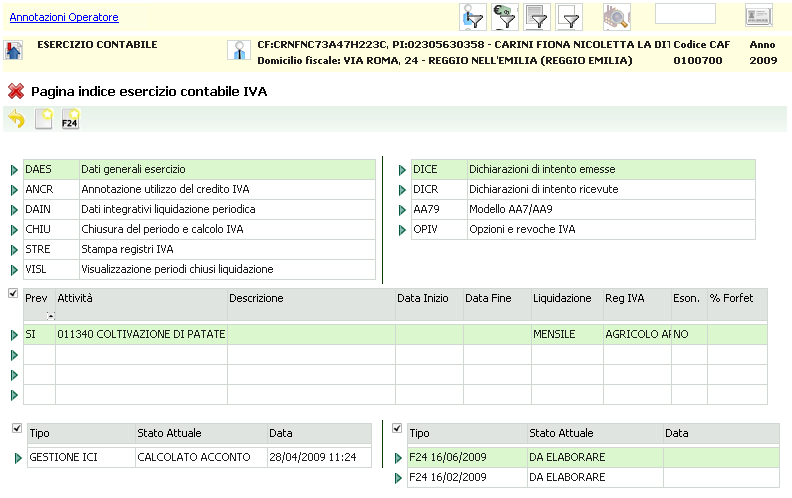 Annotazioni Operatore
ESERCIZIO CONTABILE
CF:CRNFNC73A47H223C, PI:02305630358 - CARINI FIONA NICOLETTA LA DIT
Codice CAF
Anno
Domicilio fiscale: VIA ROMA, 24 - REGGIO NELL'EMILIA (REGGIO EMILIA)
0100700
2009
Pagina indice esercizio contabile IVA
F24
DAES Dati generali esercizio
ANCR Annotazione utilizzo del credito IVA
DAIN Dati integrativi liquidazione periodica
CHIU Chiusura del periodo e calcolo IVA
STRE Stampa registri IVA
VISL Visualizzazione periodi chiusi liquidazione
DICE Dichiarazioni di intento emesse
DICR Dichiarazioni di intento ricevute
AA79 Modello AA7/AA9
OPIV Opzioni e revoche IVA
Prev Attività Descrizione Data Inizio Data Fine Liquidazione Reg IVA Eson. % Forfet
SI 011340 COLTIVAZIONE DI PATATE MENSILE AGRICOLO AF NO
Tipo Stato Attuale Data
GESTIONE ICI CALCOLATO ACCONTO 28/04/2009 11:24
Tipo Stato Attuale Data
F24 16/06/2009 DA ELABORARE
F24 16/02/2009 DA ELABORARE